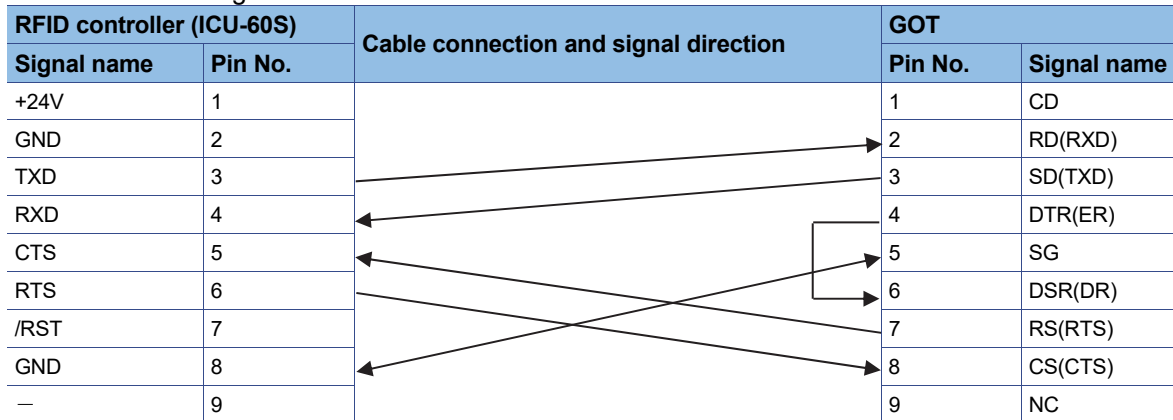 RFID controller (ICU-60S) Cable connection and signal direction GOT
Signal name Pin No. Pin No. Signal name
+24V 1 1 CD
GND 2 2 RD(RXD)
TXD 3 3 SD(TXD)
RXD 4 4 DTR(ER)
CTS 5 5 SG
RTS 6 6 DSR(DR)
/RST 7 7 RS(RTS)
GND 8 8 CS(CTS)
— 9 9 NC